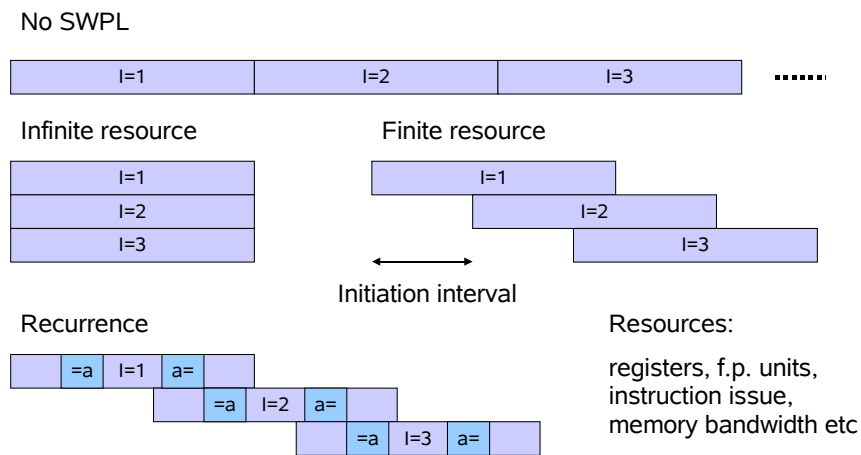 No SWPL
I=1 I=2 I=3
Infinite resource
I=1
I=2
I=3
Finite resource
I=1
I=2
I=3
Initiation interval
Recurrence
=a I=1 a=
=a I=2 a=
=a I=3 a=
Resources:
registers, f.p. units,
instruction issue,
memory bandwidth etc